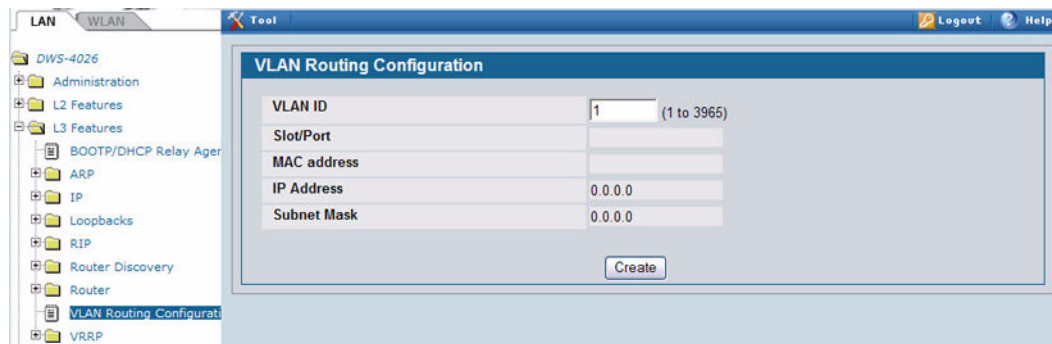 LAN
WLAN
Tool
Logout
Help
DWS-4026
Administration
L2 Features
L3 Features
BOOTP/DHCP Relay Agen
ARP
IP
Loopbacks
RIP
Router Discovery
Router
VLAN Routing Configurati
VRRP
VLAN Routing Configuration
VLAN ID
1 (1 to 3965)
Slot/Port
MAC address
IP Address
0.0.0.0
Subnet Mask
0.0.0.0
Create